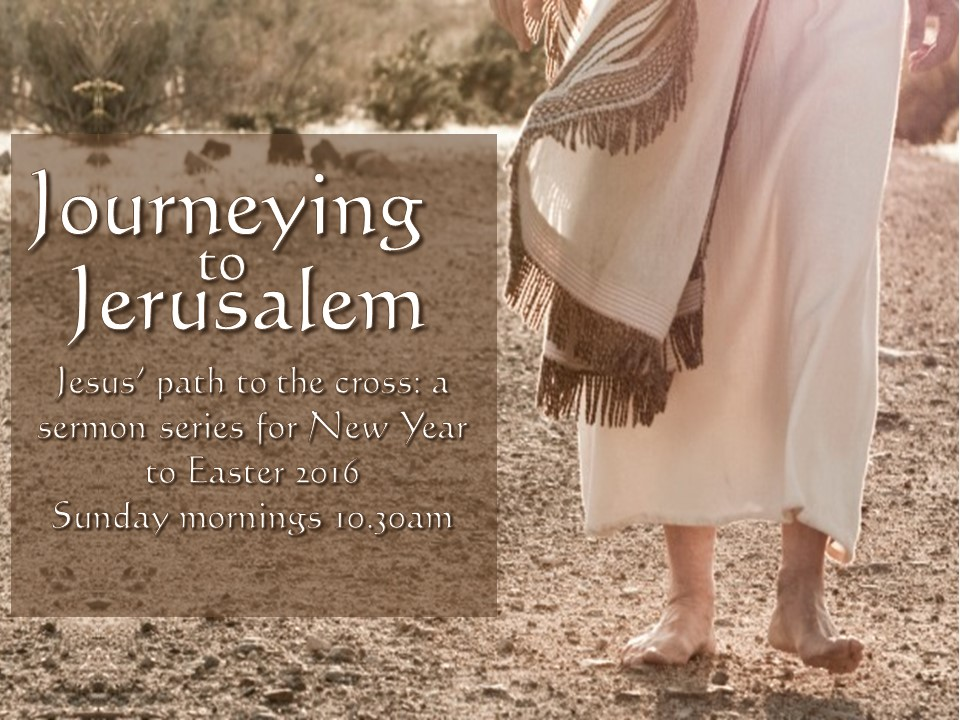 Journeying
to
Jerusalem
Jesus' path to the cross: a
sermon series for New Year
to Easter 2016
Sunday mornings 10.30am